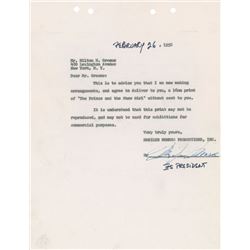 FEBRUARY 26, 1958
Mr. Milton H. Greene
480 Lexington Avenue
New York, N. Y.
Dear Mr. Greene:
This is to advise you that I am now making
arrangements, and agree to deliver to you, a 16mm print
of "The Prince and the Show Girl" without cost to you.
It is understood that this print may not be
reproduced, and may not be used for exhibitions for
commercial purposes.
Very truly yours,
MARILYN MONROE PRODUCTIONS, INC.
By
ITS PRESIDENT